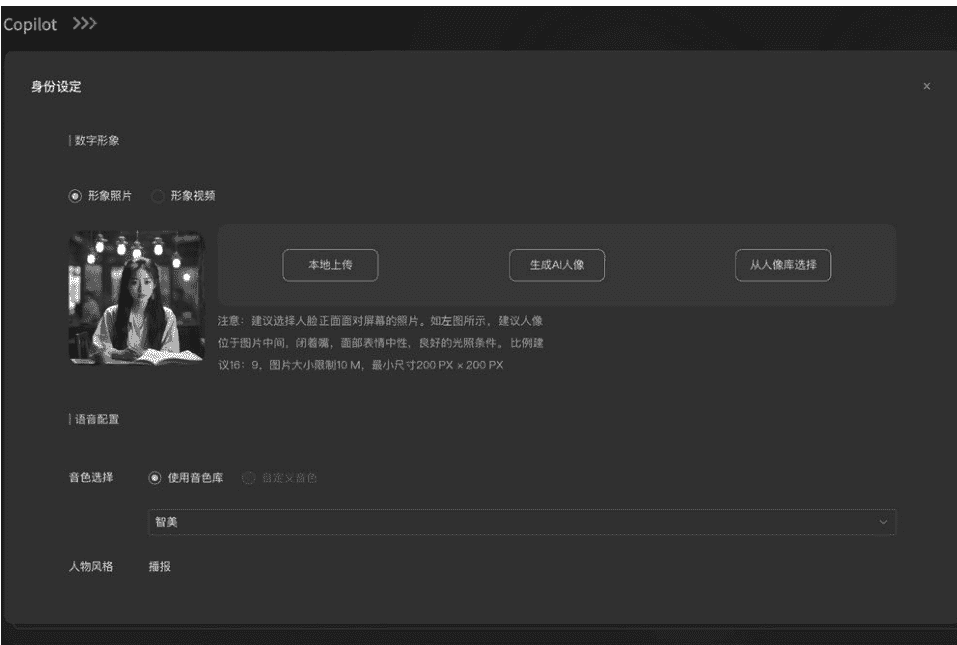 Copilot >>>
身份设定 ×
数字形象
形象照片 形象视频
本地上传 生成AI人像 从人像库选择
注意：建议选择人脸正面面对屏幕的照片。如左图所示，建议人像
位于图片中间，闭着嘴，面部表情中性，良好的光照条件。比例建
议16：9，图片大小限制10 M，最小尺寸200 PX x 200 PX
语音配置
音色选择 使用音色库 自定义音色
智美
人物风格 播报